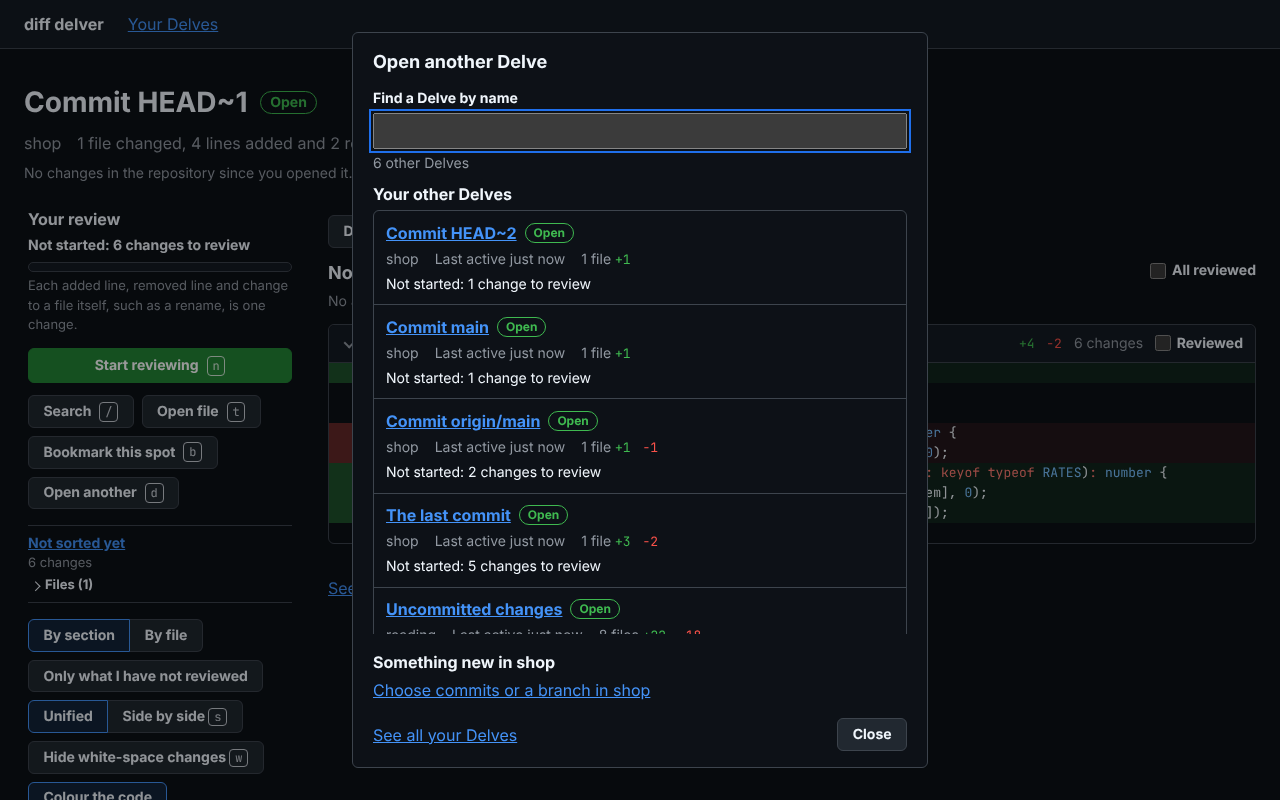 diff delver Your Delves
Commit HEAD~1 Open
shop 1 file changed, 4 lines added and 2 r
No changes in the repository since you opened it.
Your review
Not started: 6 changes to review
Each added line, removed line and change
to a file itself, such as a rename, is one
change.
Start reviewing n
Search / Open file t
Bookmark this spot b
Open another d
Not sorted yet
6 changes
Files (1)
By section By file
Only what I have not reviewed
Unified Side by side s
Hide white-space changes w
Colour the code
Open another Delve
Find a Delve by name
6 other Delves
Your other Delves
Commit HEAD~2 Open
shop Last active just now 1 file +1
Not started: 1 change to review
Commit main Open
shop Last active just now 1 file +1
Not started: 1 change to review
Commit origin/main Open
shop Last active just now 1 file +1 -1
Not started: 2 changes to review
The last commit Open
shop Last active just now 1 file +3 -2
Not started: 5 changes to review
Uncommitted changes Open
Last active just now
Something new in shop
Choose commits or a branch in shop
See all your Delves Close
D
No
No
See
All reviewed
+4 -2 6 changes Reviewed
er {
0);
: keyof typeof RATES): number {
em], 0);
]);